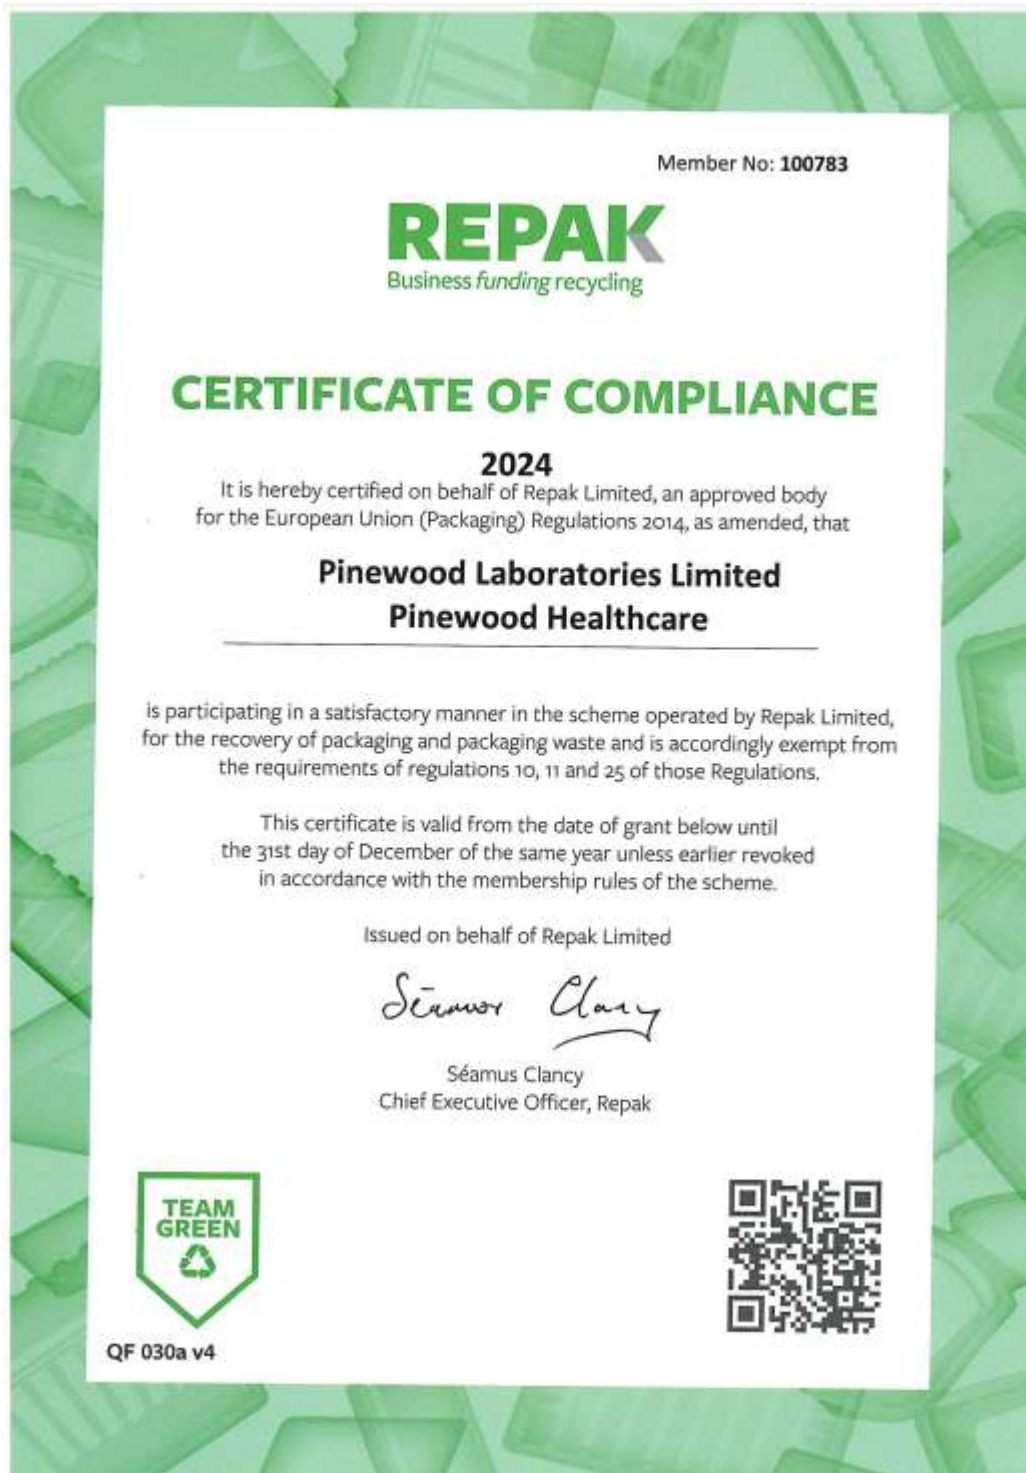 Member No: 100783
REPAK
Business funding recycling
CERTIFICATE OF COMPLIANCE
2024
It is hereby certified on behalf of Repak Limited, an approved body
for the European Union (Packaging) Regulations 2014, as amended, that
Pinewood Laboratories Limited
Pinewood Healthcare
is participating in a satisfactory manner in the scheme operated by Repak Limited,
for the recovery of packaging and packaging waste and is accordingly exempt from
the requirements of regulations 10, 11 and 25 of those Regulations.
This certificate is valid from the date of grant below until
the 31st day of December of the same year unless earlier revoked
in accordance with the membership rules of the scheme.
Issued on behalf of Repak Limited
Séamus Clancy
Séamus Clancy
Chief Executive Officer, Repak
TEAM
GREEN
QF 030a v4